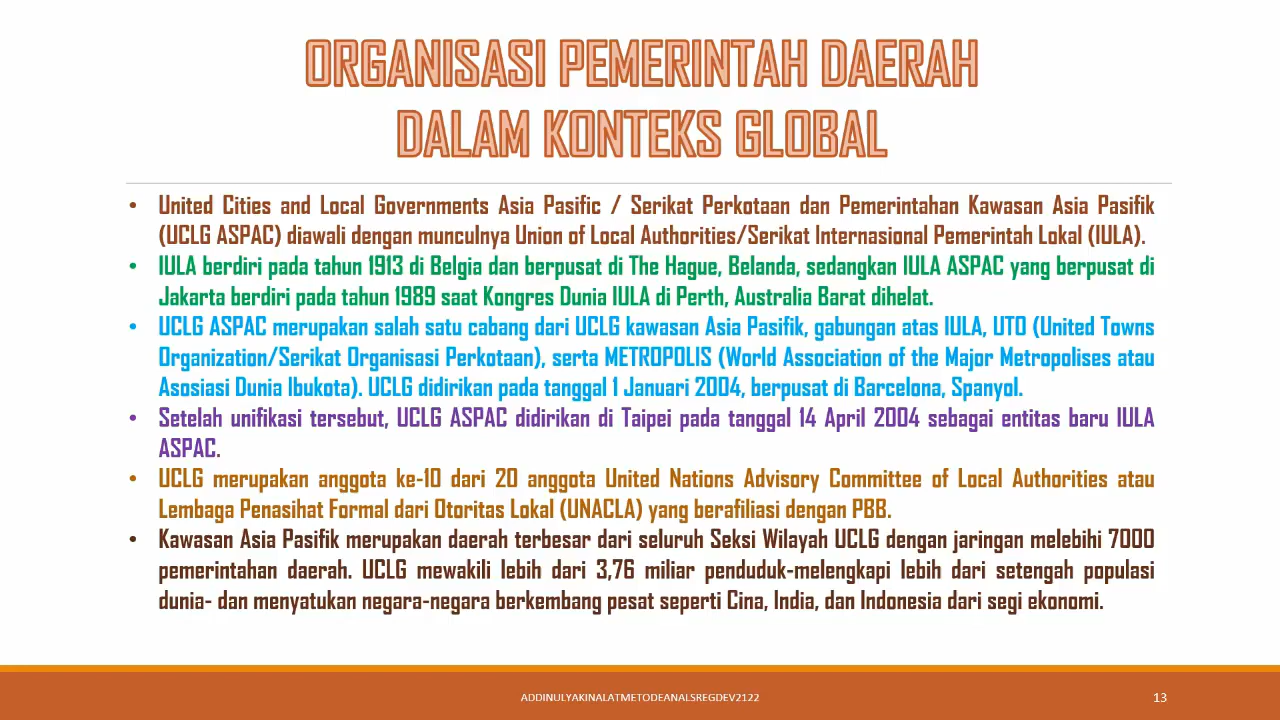 ORGANISASI PEMERINTAH DAERAH
DALAM KONTEKS GLOBAL
• United Cities and Local Governments Asia Pasific / Serikat Perkotaan dan Pemerintahan Kawasan Asia Pasifik
(UCLG ASPAC) diawali dengan munculnya Union of Local Authorities/Serikat Internasional Pemerintah Lokal (IULA).
• IULA berdiri pada tahun 1913 di Belgia dan berpusat di The Hague, Belanda, sedangkan IULA ASPAC yang berpusat di
Jakarta berdiri pada tahun 1989 saat Kongres Dunia IULA di Perth, Australia Barat dihelat.
• UCLG ASPAC merupakan salah satu cabang dari UCLG kawasan Asia Pasifik, gabungan atas IULA, UTO (United Towns
Organization/Serikat Organisasi Perkotaan), serta METROPOLIS (World Association of the Major Metropolises atau
Asosiasi Dunia Ibukota). UCLG didirikan pada tanggal 1 Januari 2004, berpusat di Barcelona, Spanyol.
• Setelah unifikasi tersebut, UCLG ASPAC didirikan di Taipei pada tanggal 14 April 2004 sebagai entitas baru IULA
ASPAC.
• UCLG merupakan anggota ke-10 dari 20 anggota United Nations Advisory Committee of Local Authorities atau
Lembaga Penasihat Formal dari Otoritas Lokal (UNACLA) yang berafiliasi dengan PBB.
• Kawasan Asia Pasifik merupakan daerah terbesar dari seluruh Seksi Wilayah UCLG dengan jaringan melebihi 7000
pemerintahan daerah. UCLG mewakili lebih dari 3,76 miliar penduduk-melengkapi lebih dari setengah populasi
dunia- dan menyatukan negara-negara berkembang pesat seperti Cina, India, dan Indonesia dari segi ekonomi.
ADDINULYAKINALATMETODEANALSREGDEV2122
13